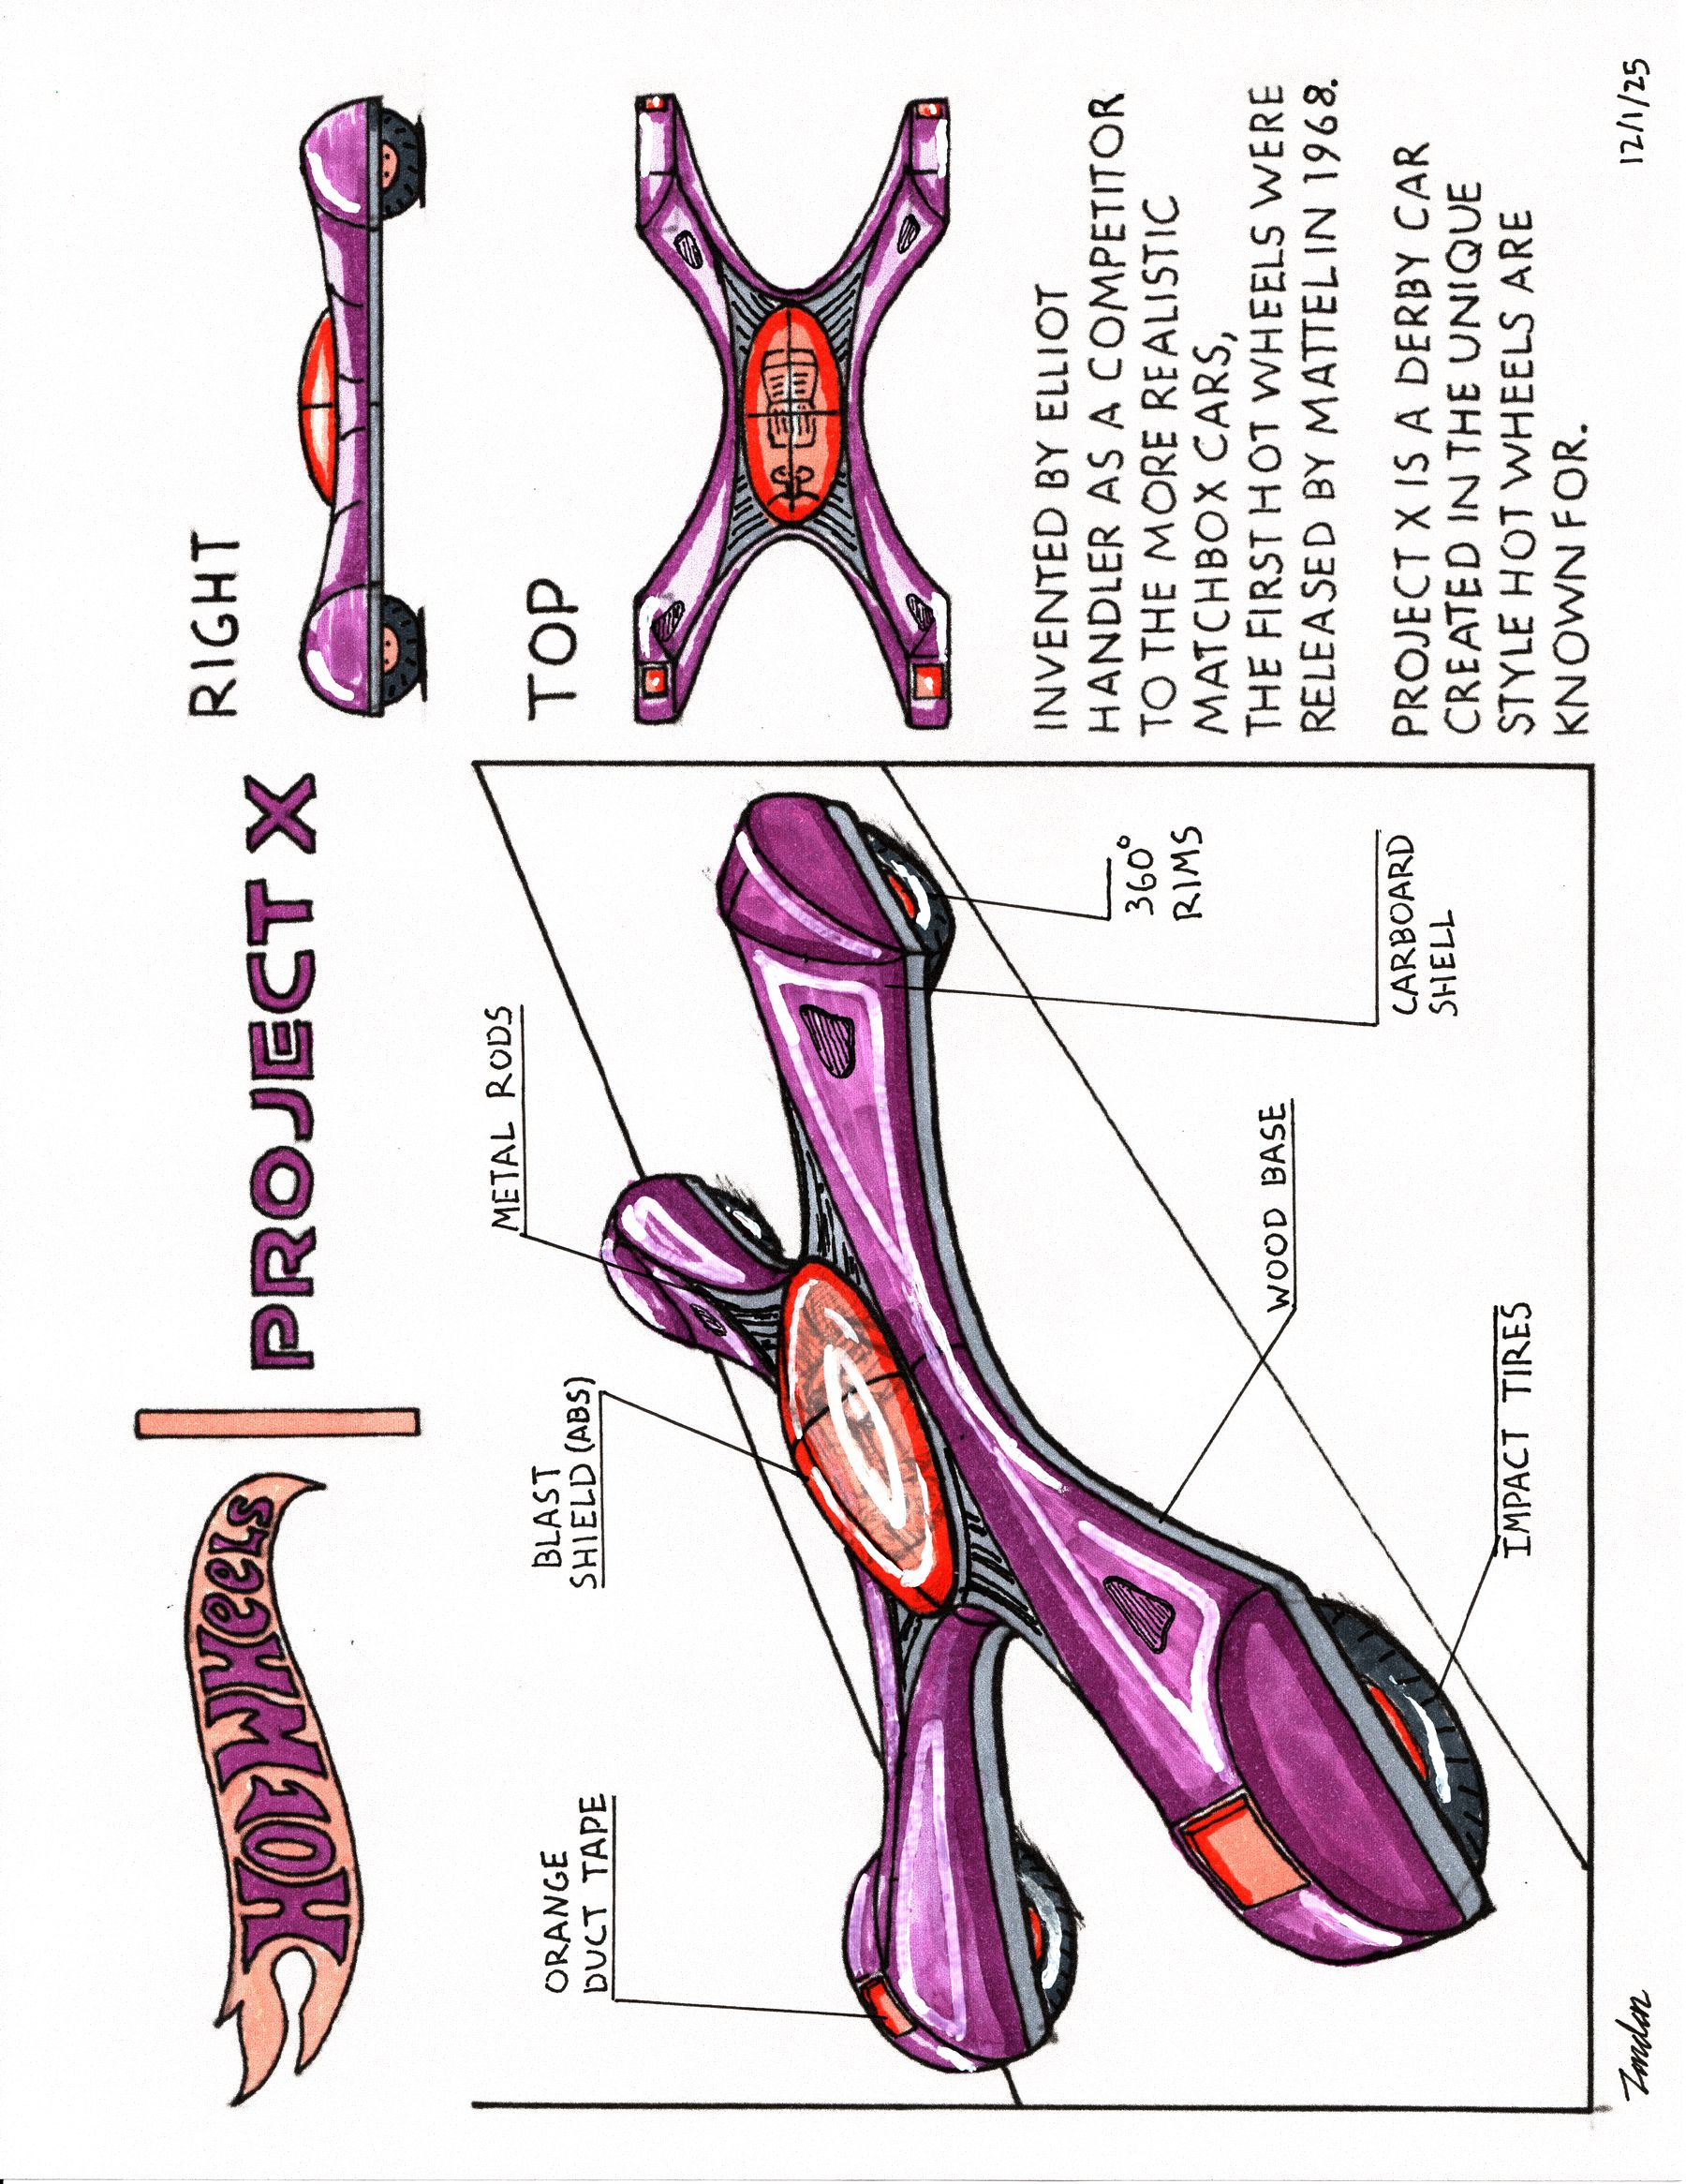 HOT WHEELS
PROJECT X
RIGHT
TOP
METAL RODS
BLAST
SHIELD (ABS)
ORANGE
DUCT TAPE
360°
RIMS
CARBOARD
SHELL
WOOD BASE
IMPACT TIRES
INVENTED BY ELLIOT
HANDLER AS A COMPETITOR
TO THE MORE REALISTIC
MATCHBOX CARS,
THE FIRST HOT WHEELS WERE
RELEASED BY MATTEL IN 1968.
PROJECT X IS A DERBY CAR
CREATED IN THE UNIQUE
STYLE HOT WHEELS ARE
KNOWN FOR.
12/1/25